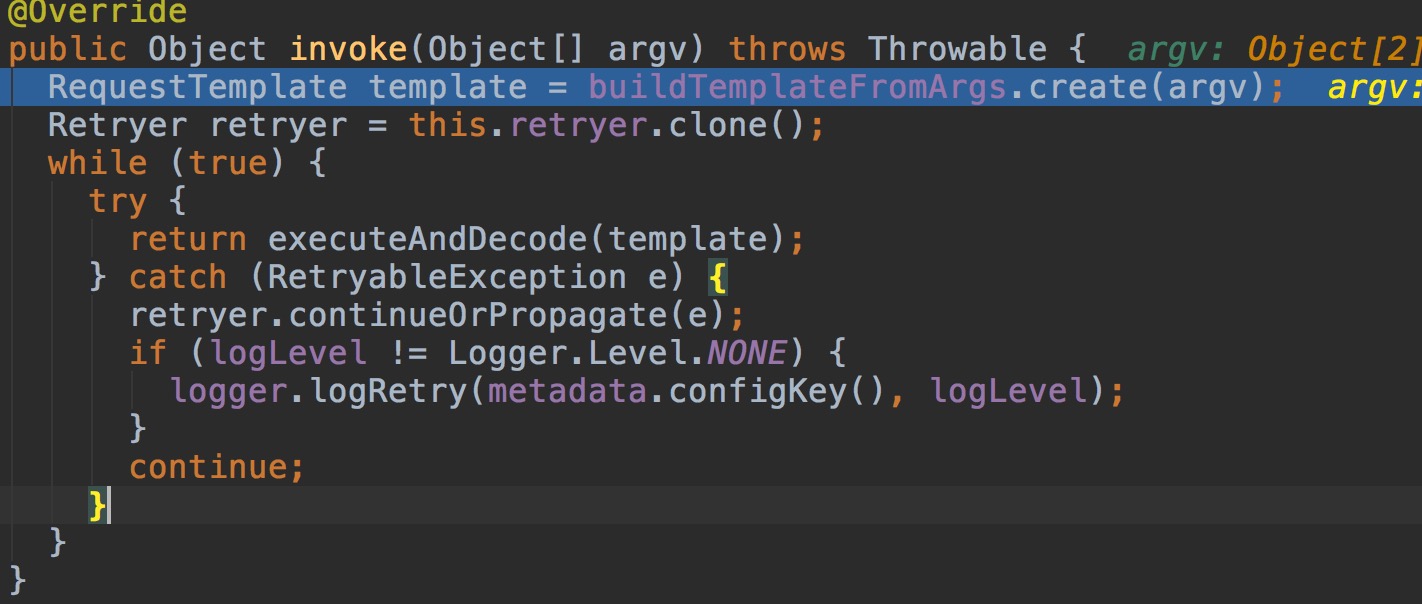 @Override
public Object invoke(Object[] argv) throws Throwable {  argv: Object[2]
  RequestTemplate template = buildTemplateFromArgs.create(argv);  argv:
  Retryer retryer = this.retryer.clone();
  while (true) {
    try {
      return executeAndDecode(template);
    } catch (RetryableException e) {
      retryer.continueOrPropagate(e);
      if (logLevel != Logger.Level.NONE) {
        logger.logRetry(metadata.configKey(), logLevel);
      }
      continue;
    }
  }
}